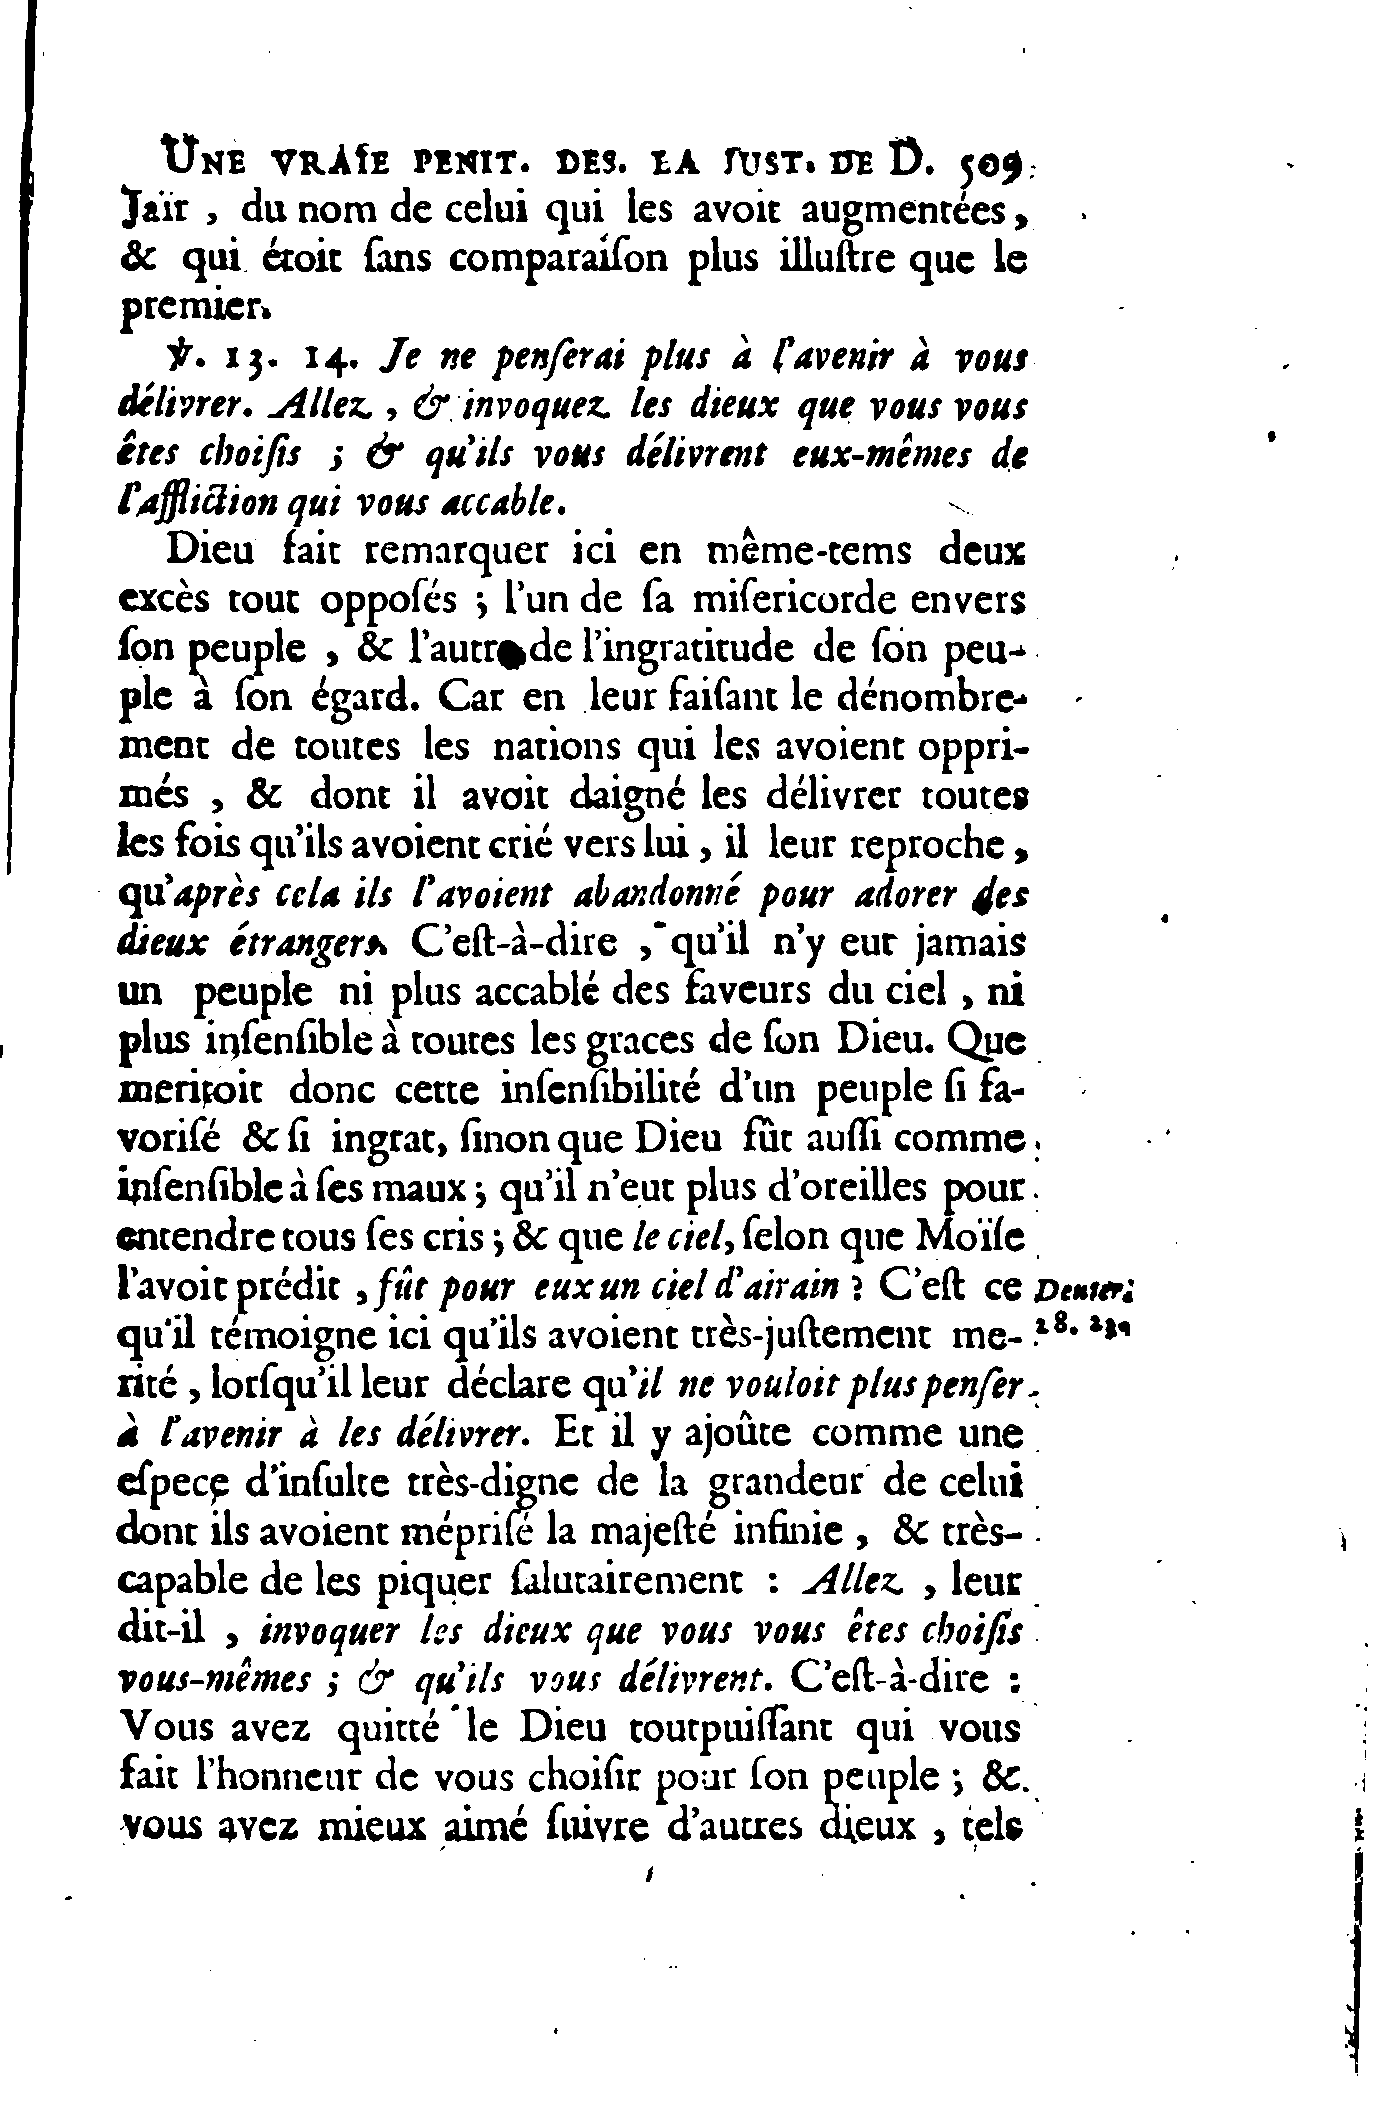 UNE VRAIE PENIT. DES. LA JUST. DE D. 509
Jaïr , du nom de celui qui les avoit augmentées,
& qui étoit ſans comparaiſon plus illuſtre que le
premier.
℣. 13. 14. Je ne penſerai plus à l'avenir à vous
délivrer. Allez , & invoquez les dieux que vous vous
êtes choiſis ; & qu'ils vous délivrent eux-mêmes de
l'affliction qui vous accable.
Dieu fait remarquer ici en même-tems deux
excès tout oppoſés ; l'un de ſa miſericorde envers
ſon peuple , & l'autre de l'ingratitude de ſon peu-
ple à ſon égard. Car en leur faiſant le dénombre-
ment de toutes les nations qui les avoient oppri-
més , & dont il avoit daigné les délivrer toutes
les fois qu'ils avoient crié vers lui , il leur reproche ,
qu'après cela ils l'avoient abandonné pour adorer des
dieux étrangers. C'eſt-à-dire , qu'il n'y eut jamais
un peuple ni plus accablé des faveurs du ciel , ni
plus inſenſible à toutes les graces de ſon Dieu. Que
meritoit donc cette inſenſibilité d'un peuple ſi fa-
voriſé & ſi ingrat, ſinon que Dieu fût auſſi comme
inſenſible à ſes maux ; qu'il n'eut plus d'oreilles pour
entendre tous ſes cris ; & que le ciel, ſelon que Moïſe
l'avoit prédit , fût pour eux un ciel d'airain ? C'eſt ce
Deuter.
qu'il témoigne ici qu'ils avoient très-juſtement me-
28. 23.
rité , lorſqu'il leur déclare qu'il ne vouloit plus penſer
à l'avenir à les délivrer. Et il y ajoûte comme une
eſpece d'inſulte très-digne de la grandeur de celui
dont ils avoient mépriſé la majeſté infinie , & très-
capable de les piquer ſalutairement : Allez , leur
dit-il , invoquer les dieux que vous vous êtes choiſis
vous-mêmes ; & qu'ils vous délivrent. C'eſt-à-dire :
Vous avez quitté le Dieu toutpuiſſant qui vous
fait l'honneur de vous choiſir pour ſon peuple ; &
vous avez mieux aimé ſuivre d'autres dieux , tels